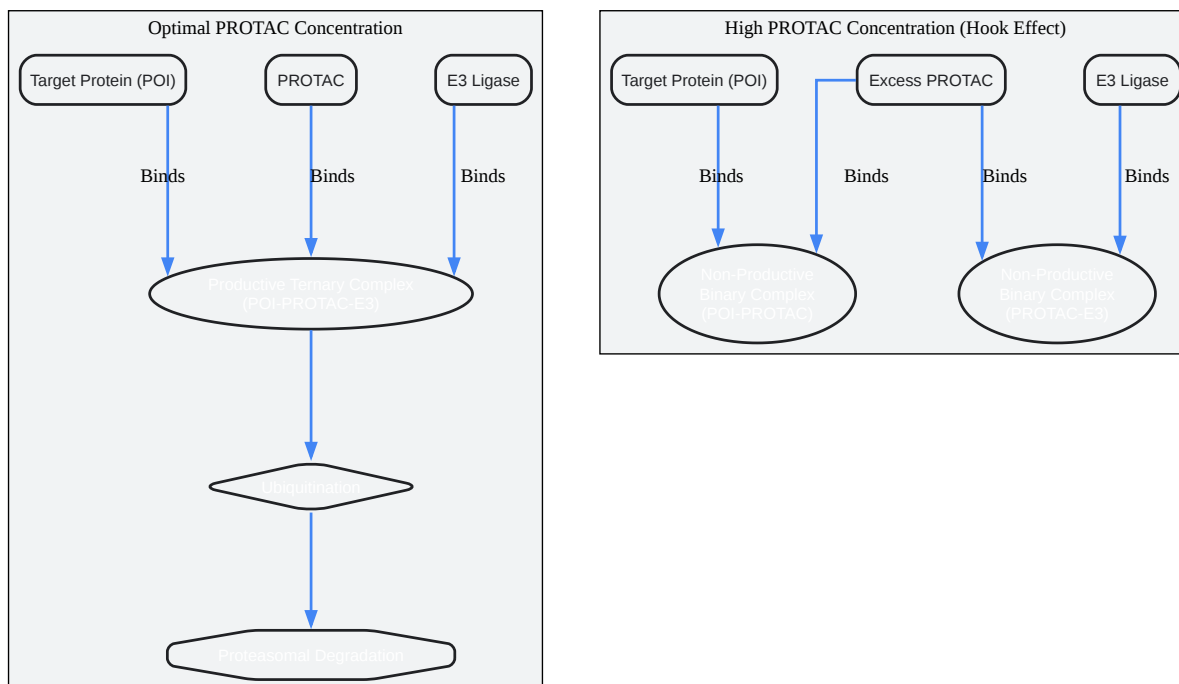 Optimal PROTAC Concentration
Target Protein (POI)
PROTAC
E3 Ligase
Binds
Binds
Binds
Productive Ternary Complex
(POI-PROTAC-E3)
Ubiquitination
Proteasomal Degradation
High PROTAC Concentration (Hook Effect)
Target Protein (POI)
Excess PROTAC
E3 Ligase
Binds
Binds
Binds
Binds
Non-Productive
Binary Complex
(POI-PROTAC)
Non-Productive
Binary Complex
(PROTAC-E3)